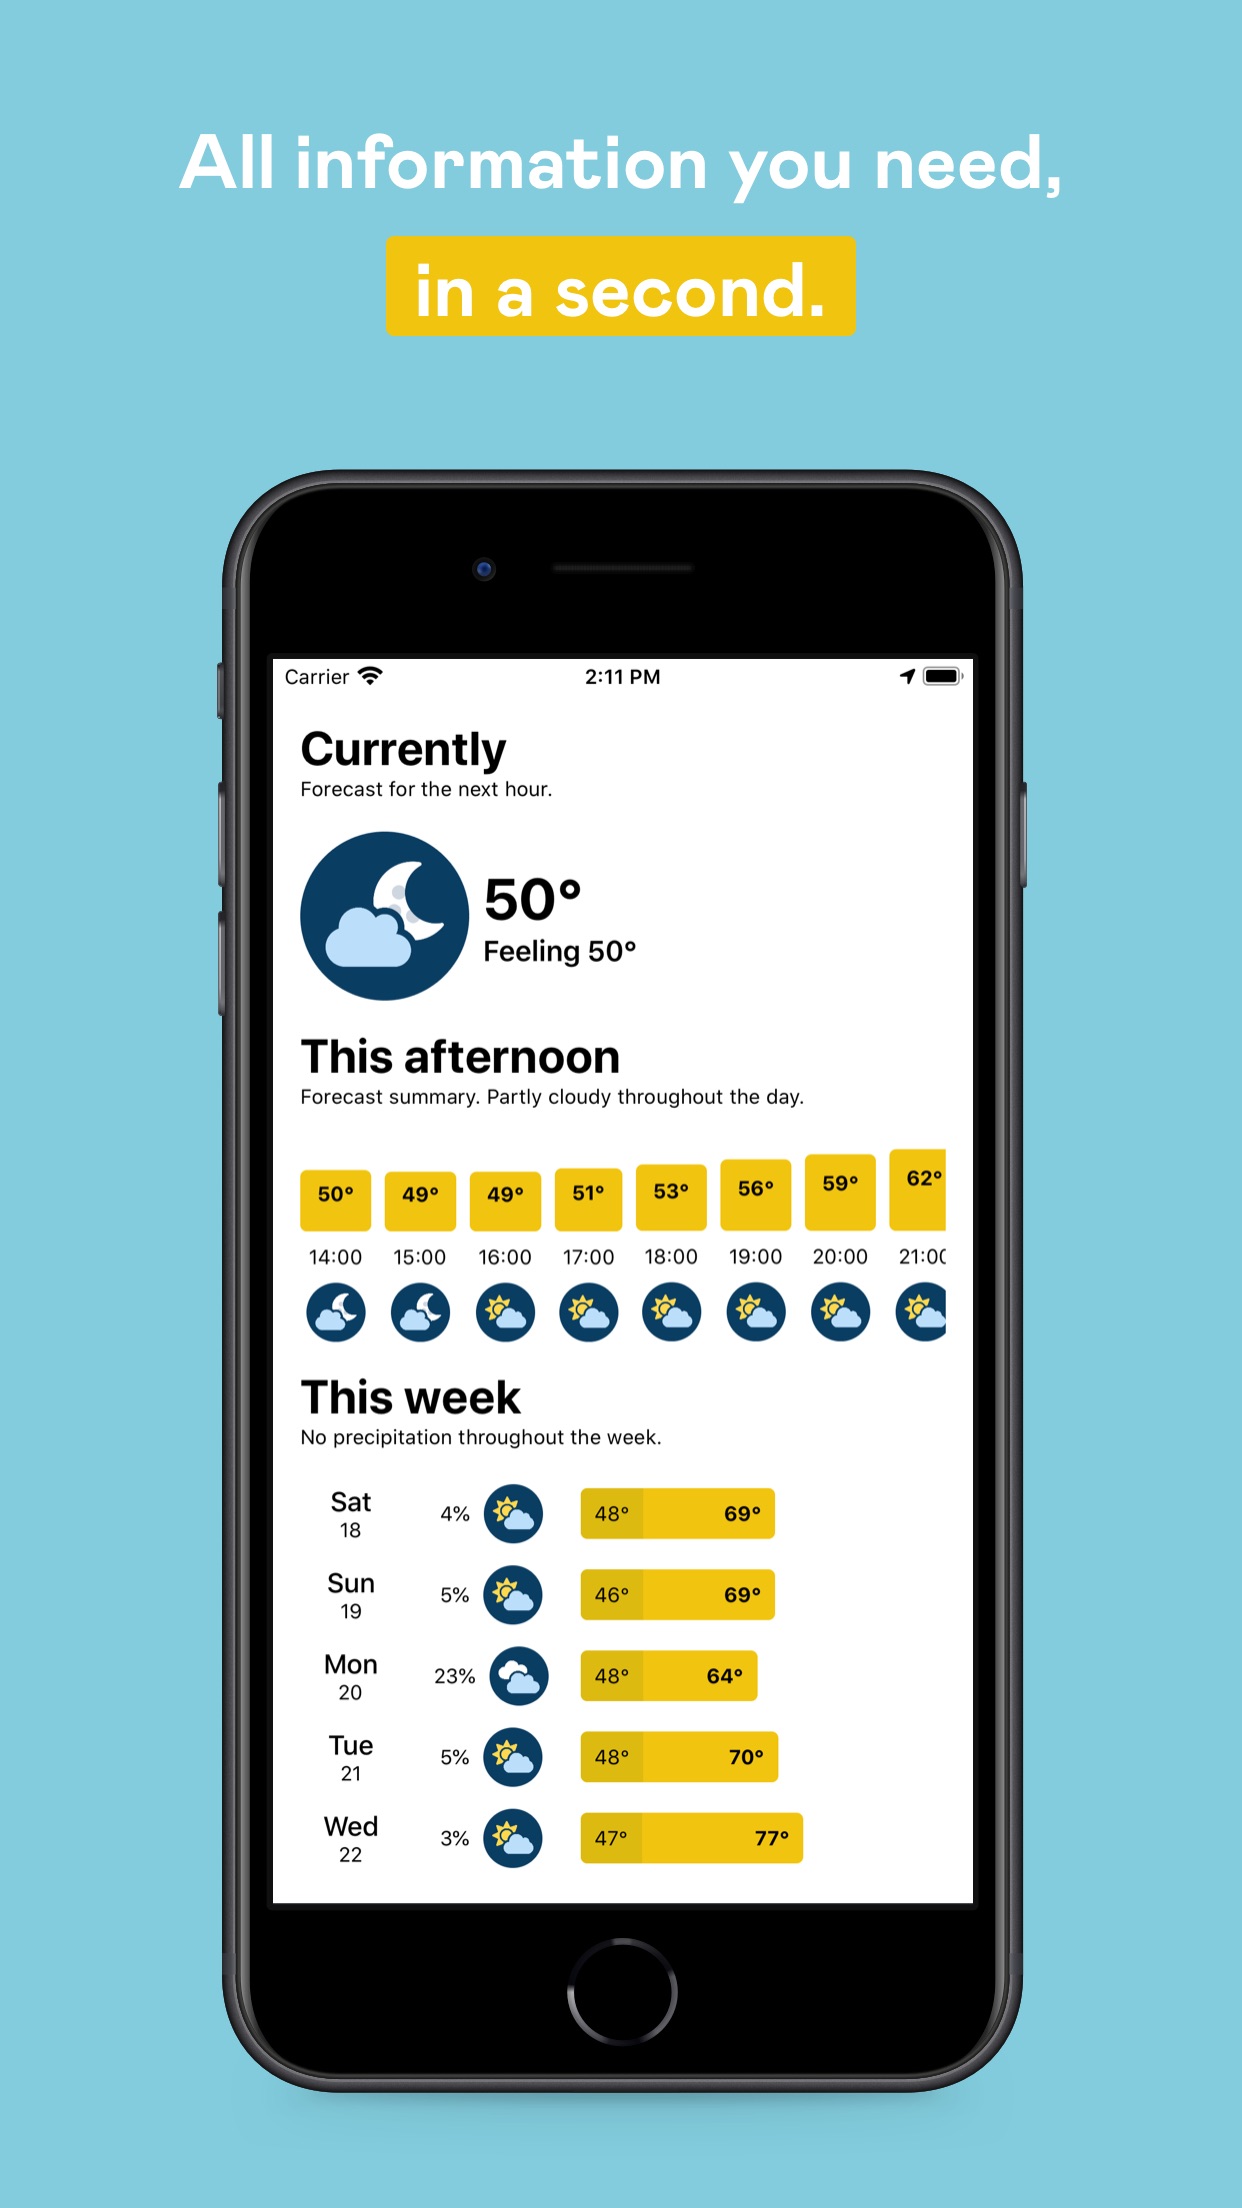 All information you need,
in a second.
Carrier 2:11 PM
Currently
Forecast for the next hour.
50°
Feeling 50°
This afternoon
Forecast summary. Partly cloudy throughout the day.
50° 49° 49° 51° 53° 56° 59° 62°
14:00 15:00 16:00 17:00 18:00 19:00 20:00 21:00
This week
No precipitation throughout the week.
Sat
18
4% 48° 69°
Sun
19
5% 46° 69°
Mon
20
23% 48° 64°
Tue
21
5% 48° 70°
Wed
22
3% 47° 77°